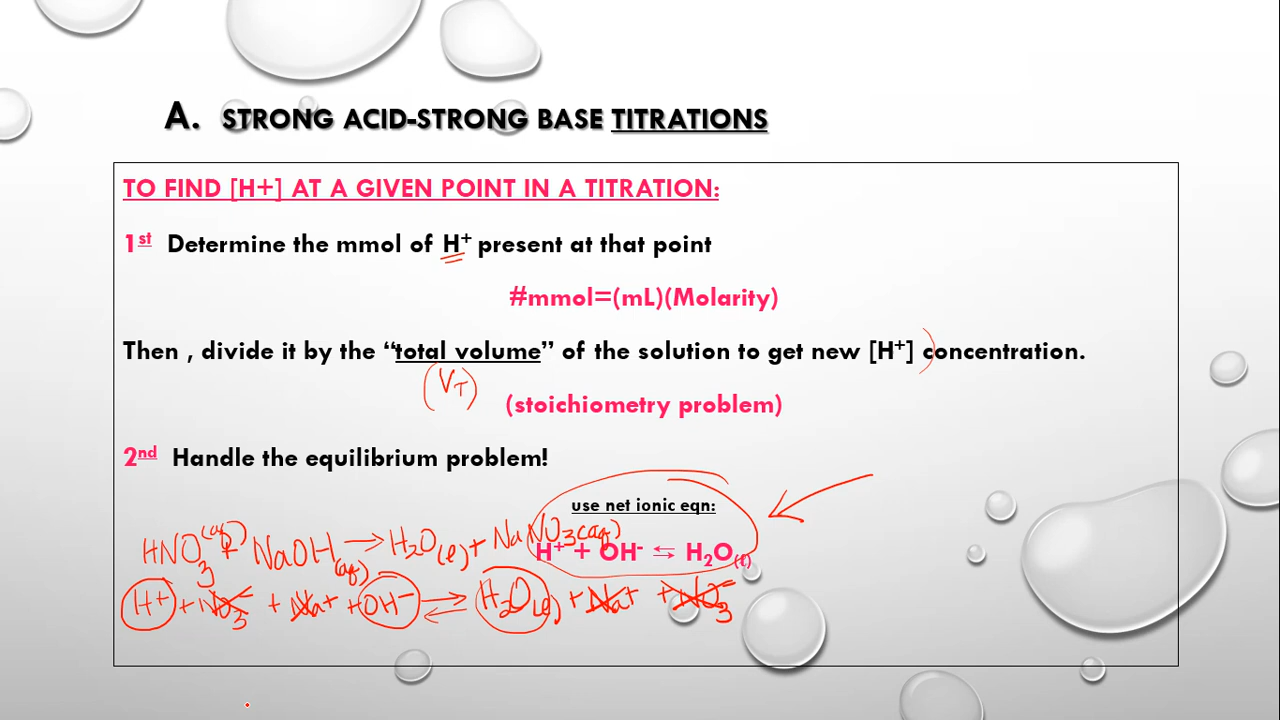 A. STRONG ACID-STRONG BASE TITRATIONS
TO FIND [H+] AT A GIVEN POINT IN A TITRATION:
1st Determine the mmol of H⁺ present at that point
#mmol=(mL)(Molarity)
Then , divide it by the “total volume” of the solution to get new [H⁺] concentration.
(V_T)
(stoichiometry problem)
2nd Handle the equilibrium problem!
use net ionic eqn:
HNO₃(aq) + NaOH(aq) → H₂O(l) + NaNO₃(aq)
H⁺ + OH⁻ ⇆ H₂O(l)
H+ + NO₃⁻ + Na+ + OH⁻ ⇌ H₂O(l) + Na+ + NO₃⁻